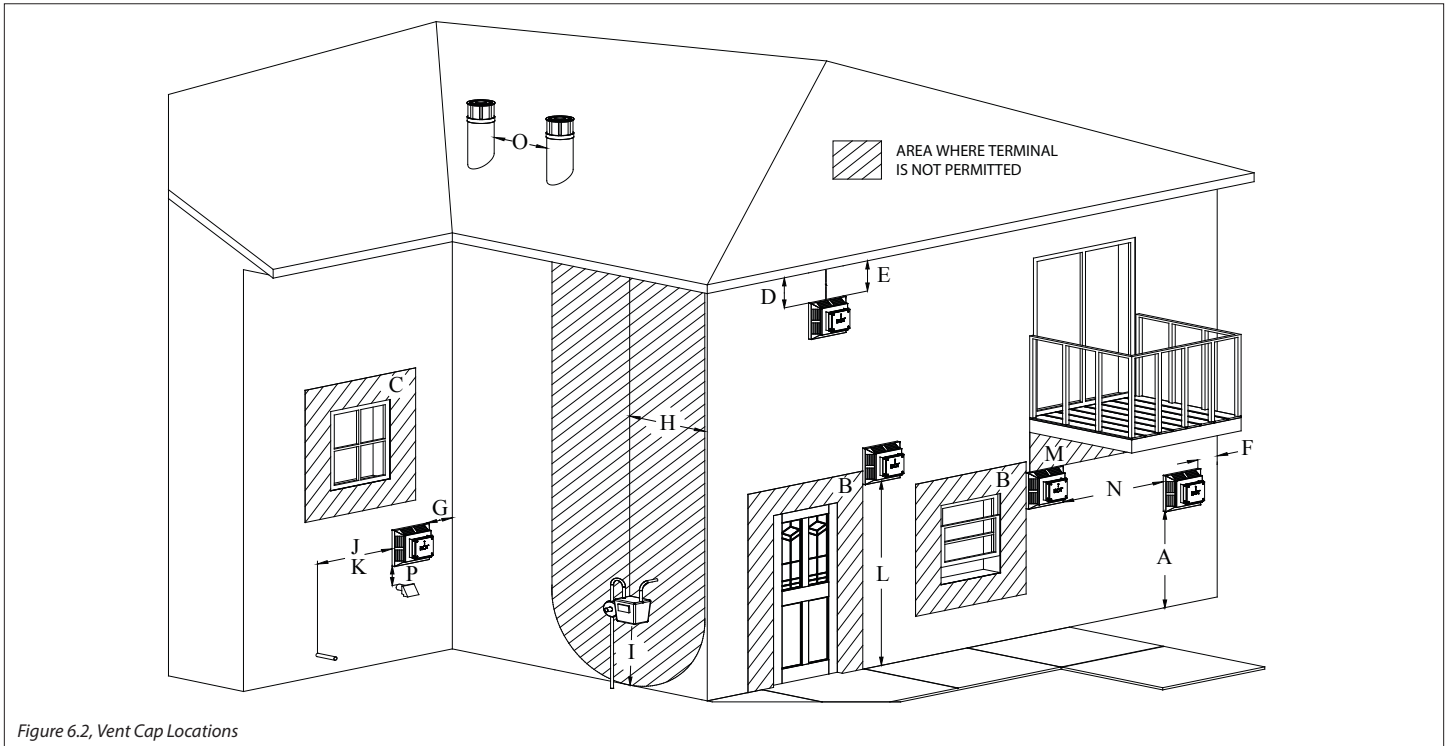 O
AREA WHERE TERMINAL
IS NOT PERMITTED
D
E
C
H
F
M
B
B
N
G
J
K
P
A
L
I
Figure 6.2, Vent Cap Locations